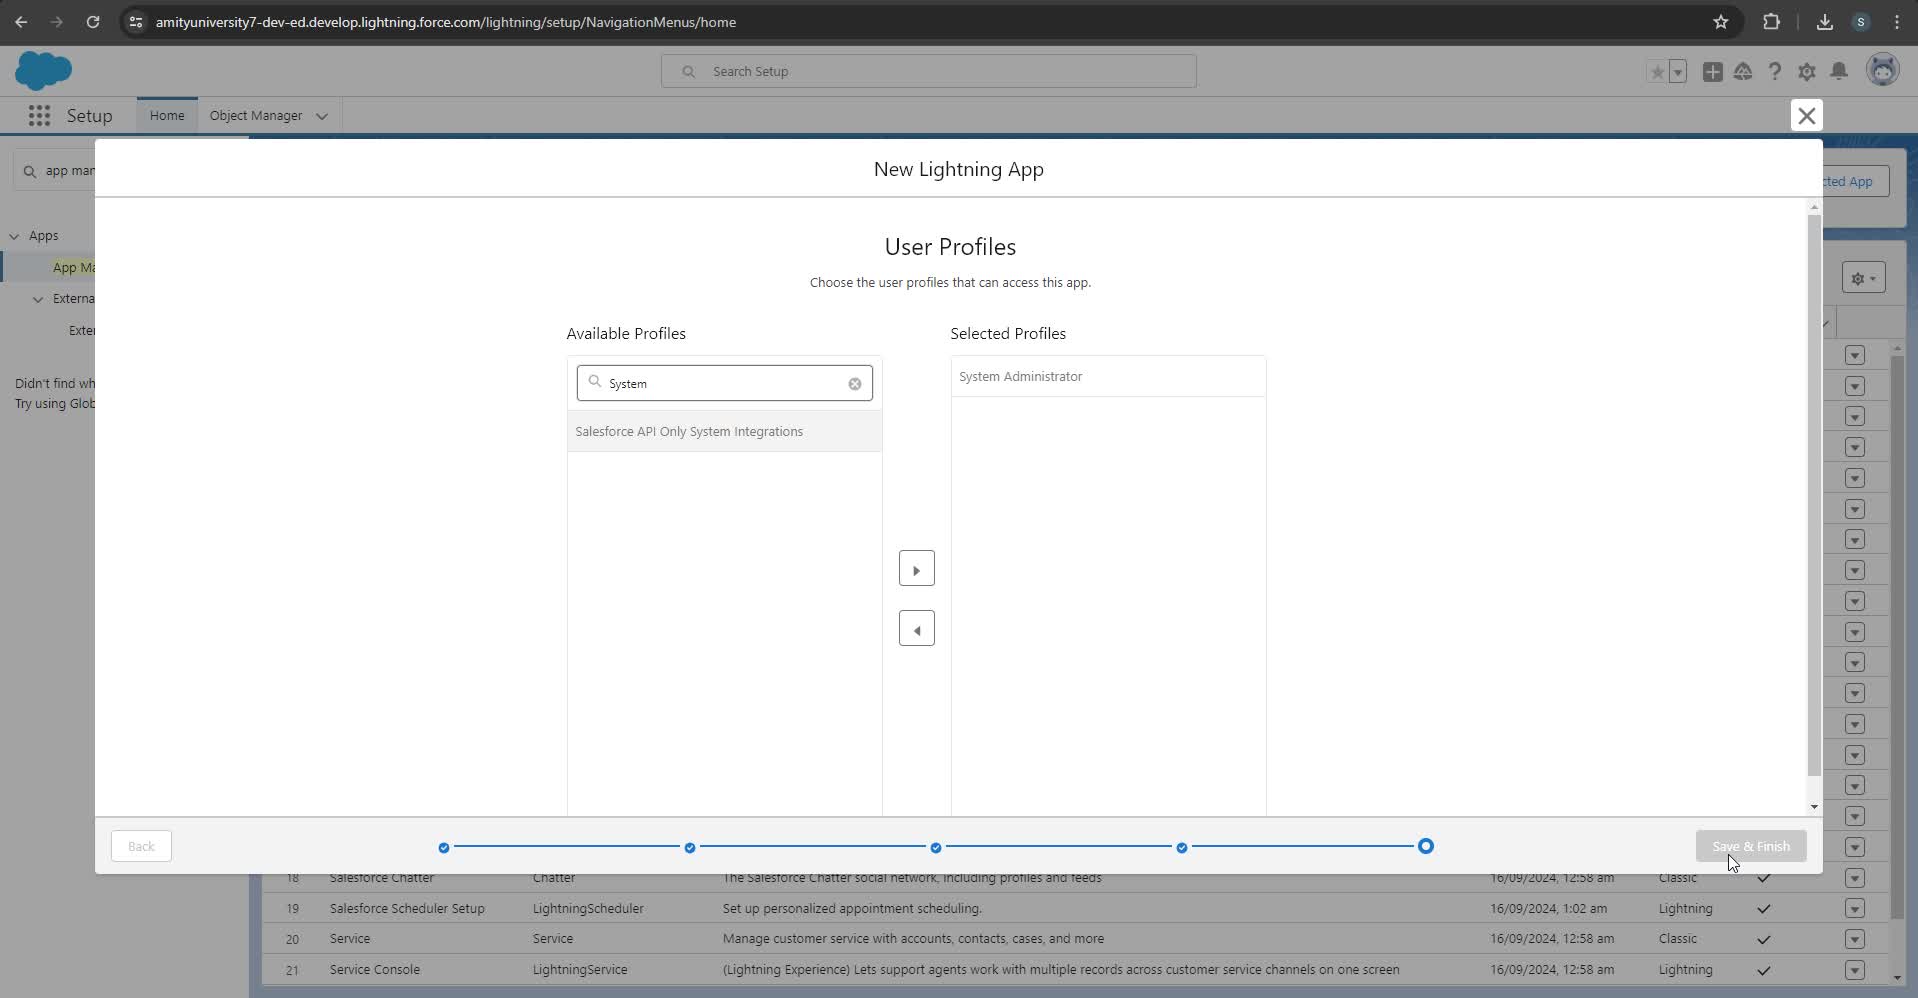 amityuniversity7-dev-ed.develop.lightning.force.com/lightning/setup/NavigationMenus/home
S
Search Setup
Setup
Home
Object Manager
app man
New Lightning App
cted App
Apps
App Ma
Externa
Exter
Didn't find wh
Try using Glob
User Profiles
Choose the user profiles that can access this app.
Available Profiles
Selected Profiles
System
System Administrator
Salesforce API Only System Integrations
Back
Save & Finish
18 Salesforce Chatter Chatter The Salesforce Chatter social network, including profiles and feeds 16/09/2024, 12:58 am Classic
19 Salesforce Scheduler Setup LightningScheduler Set up personalized appointment scheduling. 16/09/2024, 1:02 am Lightning
20 Service Service Manage customer service with accounts, contacts, cases, and more 16/09/2024, 12:58 am Classic
21 Service Console LightningService (Lightning Experience) Lets support agents work with multiple records across customer service channels on one screen 16/09/2024, 12:58 am Lightning